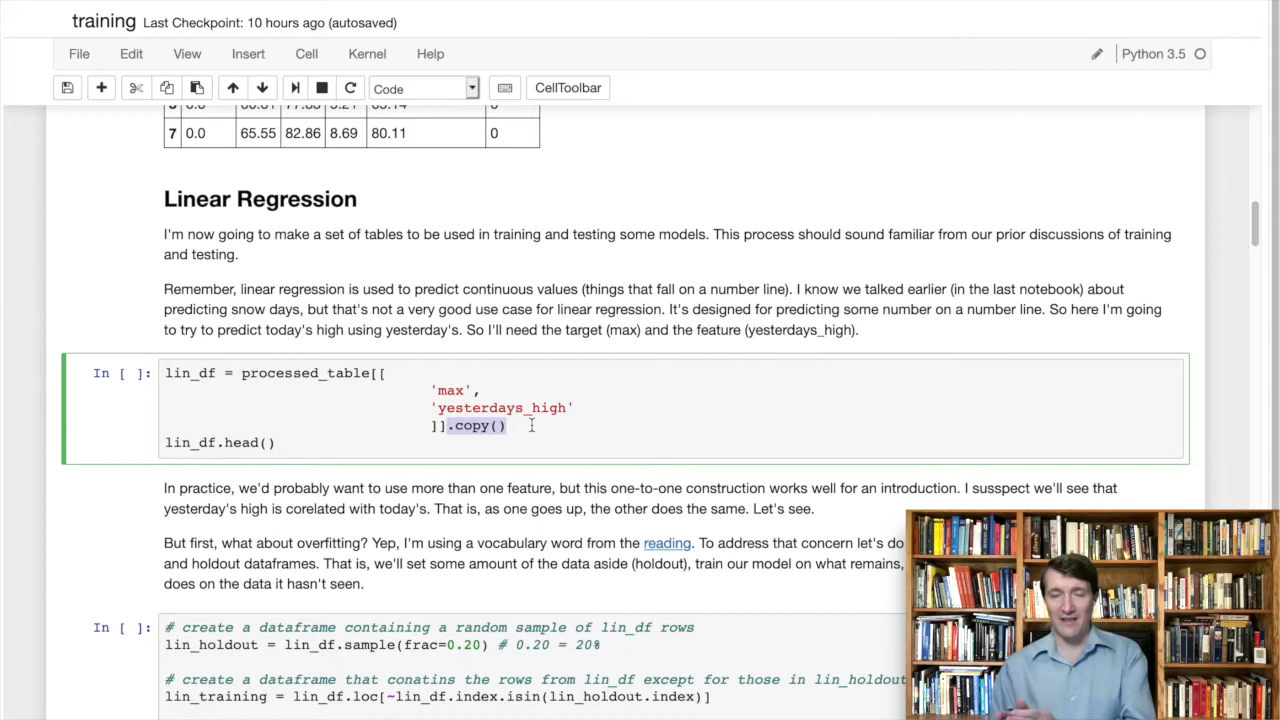 training Last Checkpoint: 10 hours ago (autosaved)
File Edit View Insert Cell Kernel Help Python 3.5
Code CellToolbar
7 0.0 65.55 82.86 8.69 80.11 0
Linear Regression
I'm now going to make a set of tables to be used in training and testing some models. This process should sound familiar from our prior discussions of training
and testing.
Remember, linear regression is used to predict continuous values (things that fall on a number line). I know we talked earlier (in the last notebook) about
predicting snow days, but that's not a very good use case for linear regression. It's designed for predicting some number on a number line. So here I'm going
to try to predict today's high using yesterday's. So I'll need the target (max) and the feature (yesterdays_high).
In [ ]: lin_df = processed_table[[
'max',
'yesterdays_high'
]].copy()
lin_df.head()
In practice, we'd probably want to use more than one feature, but this one-to-one construction works well for an introduction. I susspect we'll see that
yesterday's high is corelated with today's. That is, as one goes up, the other does the same. Let's see.
But first, what about overfitting? Yep, I'm using a vocabulary word from the reading. To address that concern let's do
and holdout dataframes. That is, we'll set some amount of the data aside (holdout), train our model on what remains,
does on the data it hasn't seen.
In [ ]: # create a dataframe containing a random sample of lin_df rows
lin_holdout = lin_df.sample(frac=0.20) # 0.20 = 20%
# create a dataframe that conatins the rows from lin_df except for those in lin_holdout
lin_training = lin_df.loc[~lin_df.index.isin(lin_holdout.index)]